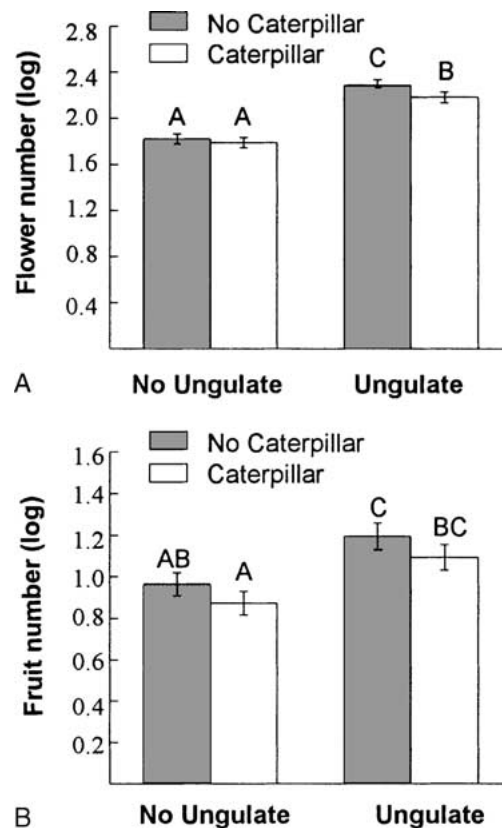 2.8
No Caterpillar
Caterpillar
2.4
C
B
2.0
A A
1.6
1.2
0.8
0.4
Flower number (log)
A
No Ungulate Ungulate
1.6
No Caterpillar
Caterpillar
1.4
C
1.2
BC
AB
A
1.0
0.8
0.6
0.4
0.2
Fruit number (log)
B
No Ungulate Ungulate